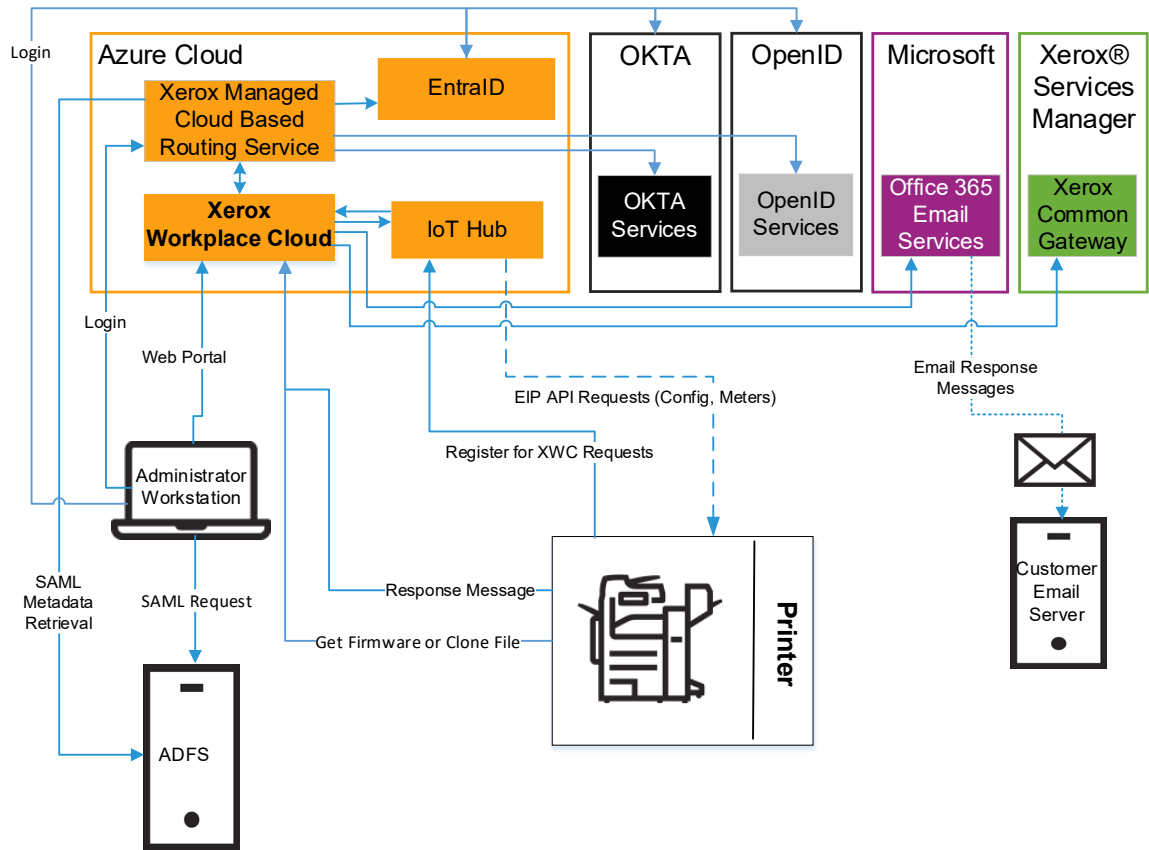 Login
Azure Cloud
OKTA
OpenID
Microsoft
Xerox®
Services
Manager
Xerox Managed
Cloud Based
Routing Service
EntraID
OKTA
Services
OpenID
Services
Office 365
Email
Services
Xerox
Common
Gateway
Xerox
Workplace Cloud
IoT Hub
Login
Web Portal
Email Response
Messages
EIP API Requests (Config, Meters)
Register for XWC Requests
Administrator
Workstation
Customer
Email
Server
SAML
Metadata
Retrieval
SAML Request
Response Message
Get Firmware or Clone File
Printer
ADFS